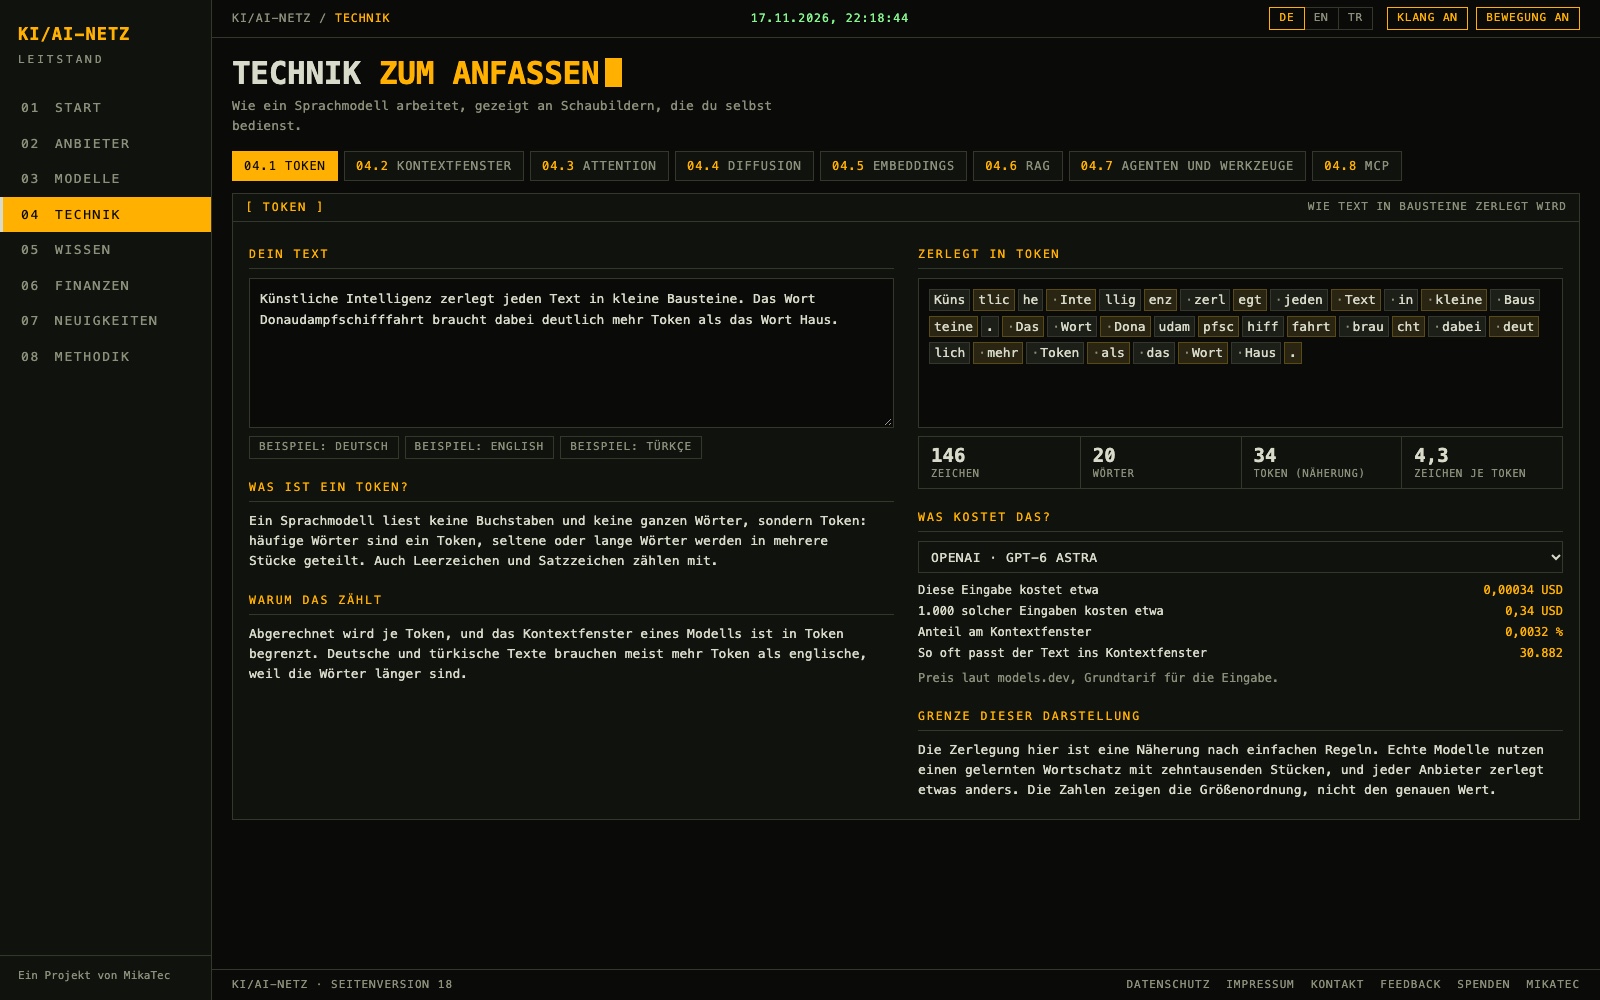 KI/AI-NETZ
LEITSTAND
01 START
02 ANBIETER
03 MODELLE
04 TECHNIK
05 WISSEN
06 FINANZEN
07 NEUIGKEITEN
08 METHODIK
Ein Projekt von MikaTec
KI/AI-NETZ / TECHNIK
17.11.2026, 22:18:44
DE EN TR KLANG AN BEWEGUNG AN
TECHNIK ZUM ANFASSEN
Wie ein Sprachmodell arbeitet, gezeigt an Schaubildern, die du selbst
bedienst.
04.1 TOKEN 04.2 KONTEXTFENSTER 04.3 ATTENTION 04.4 DIFFUSION 04.5 EMBEDDINGS 04.6 RAG 04.7 AGENTEN UND WERKZEUGE 04.8 MCP
[ TOKEN ] WIE TEXT IN BAUSTEINE ZERLEGT WIRD
DEIN TEXT
Künstliche Intelligenz zerlegt jeden Text in kleine Bausteine. Das Wort
Donaudampfschifffahrt braucht dabei deutlich mehr Token als das Wort Haus.
BEISPIEL: DEUTSCH BEISPIEL: ENGLISH BEISPIEL: TÜRKÇE
WAS IST EIN TOKEN?
Ein Sprachmodell liest keine Buchstaben und keine ganzen Wörter, sondern Token:
häufige Wörter sind ein Token, seltene oder lange Wörter werden in mehrere
Stücke geteilt. Auch Leerzeichen und Satzzeichen zählen mit.
WARUM DAS ZÄHLT
Abgerechnet wird je Token, und das Kontextfenster eines Modells ist in Token
begrenzt. Deutsche und türkische Texte brauchen meist mehr Token als englische,
weil die Wörter länger sind.
ZERLEGT IN TOKEN
Küns tlic he ·Inte llig enz ·zerl egt ·jeden ·Text ·in ·kleine ·Baus
teine . ·Das ·Wort ·Dona udam pfsc hiff fahrt ·brau cht ·dabei ·deut
lich ·mehr ·Token ·als ·das ·Wort ·Haus .
146 20 34 4,3
ZEICHEN WÖRTER TOKEN (NÄHERUNG) ZEICHEN JE TOKEN
WAS KOSTET DAS?
OPENAI · GPT-6 ASTRA
Diese Eingabe kostet etwa 0,00034 USD
1.000 solcher Eingaben kosten etwa 0,34 USD
Anteil am Kontextfenster 0,0032 %
So oft passt der Text ins Kontextfenster 30.882
Preis laut models.dev, Grundtarif für die Eingabe.
GRENZE DIESER DARSTELLUNG
Die Zerlegung hier ist eine Näherung nach einfachen Regeln. Echte Modelle nutzen
einen gelernten Wortschatz mit zehntausenden Stücken, und jeder Anbieter zerlegt
etwas anders. Die Zahlen zeigen die Größenordnung, nicht den genauen Wert.
KI/AI-NETZ · SEITENVERSION 18
DATENSCHUTZ IMPRESSUM KONTAKT FEEDBACK SPENDEN MIKATEC